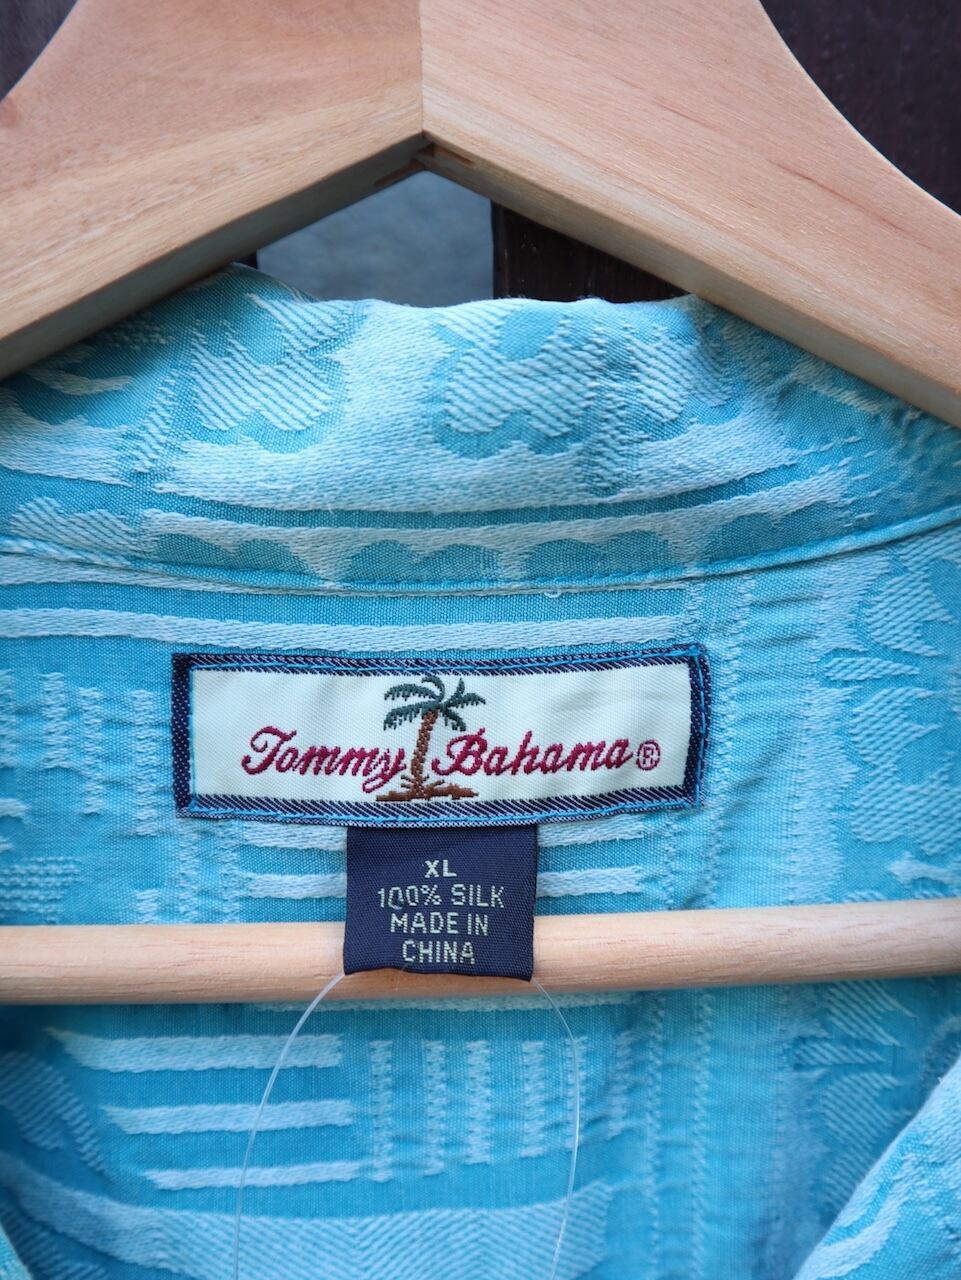 Tommy Bahama®
XL
100% SILK
MADE IN
CHINA